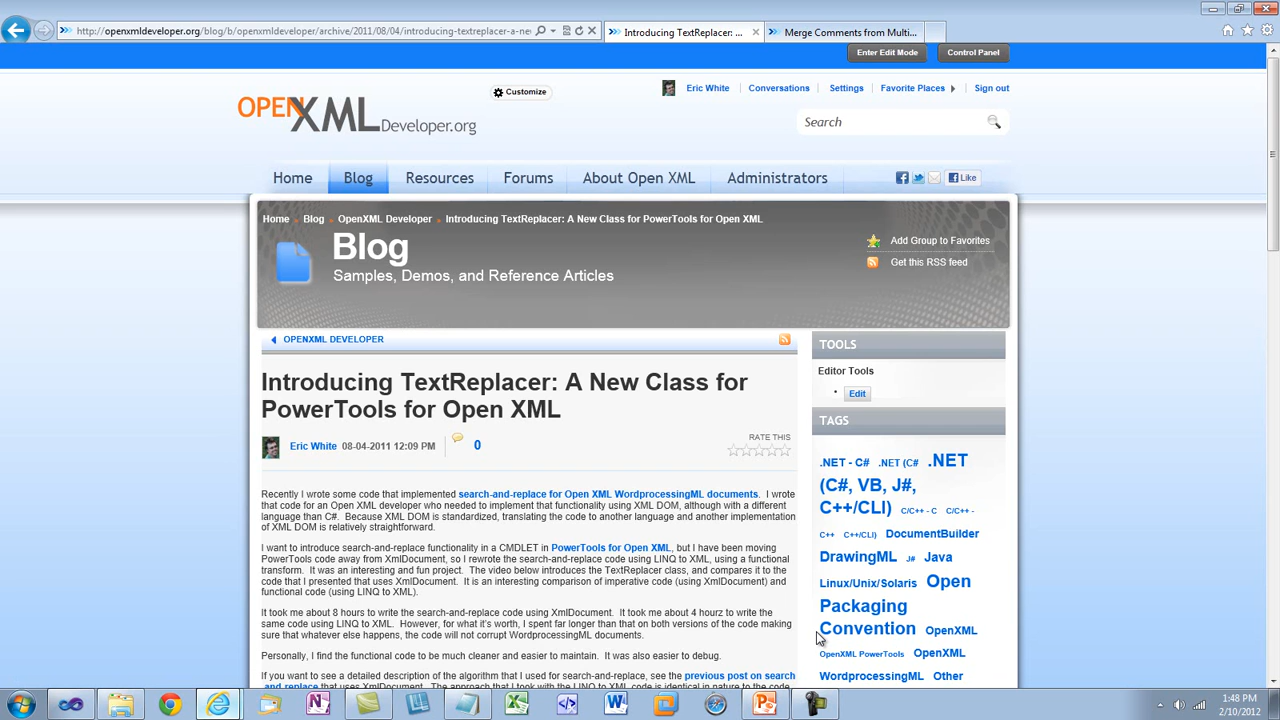 http://openxmldeveloper.org/blog/b/openxmldeveloper/archive/2011/08/04/introducing-textreplacer-a-ne
Introducing TextReplacer: ...
Merge Comments from Multi...
Enter Edit Mode
Control Panel
Customize
Eric White
Conversations
Settings
Favorite Places
Sign out
OPENXMLDeveloper.org
Search
Home
Blog
Resources
Forums
About Open XML
Administrators
Like
Home Blog OpenXML Developer Introducing TextReplacer: A New Class for PowerTools for Open XML
Blog
Samples, Demos, and Reference Articles
Add Group to Favorites
Get this RSS feed
OPENXML DEVELOPER
Introducing TextReplacer: A New Class for
PowerTools for Open XML
Eric White 08-04-2011 12:09 PM 0
RATE THIS
Recently I wrote some code that implemented search-and-replace for Open XML WordprocessingML documents. I wrote
that code for an Open XML developer who needed to implement that functionality using XML DOM, although with a different
language than C#. Because XML DOM is standardized, translating the code to another language and another implementation
of XML DOM is relatively straightforward.
I want to introduce search-and-replace functionality in a CMDLET in PowerTools for Open XML, but I have been moving
PowerTools code away from XmlDocument, so I rewrote the search-and-replace code using LINQ to XML, using a functional
transform. It was an interesting and fun project. The video below introduces the TextReplacer class, and compares it to the
code that I presented that uses XmlDocument. It is an interesting comparison of imperative code (using XmlDocument) and
functional code (using LINQ to XML).
It took me about 8 hours to write the search-and-replace code using XmlDocument. It took me about 4 hourz to write the
same code using LINQ to XML. However, for what it's worth, I spent far longer than that on both versions of the code making
sure that whatever else happens, the code will not corrupt WordprocessingML documents.
Personally, I find the functional code to be much cleaner and easier to maintain. It was also easier to debug.
If you want to see a detailed description of the algorithm that I used for search-and-replace, see the previous post on search
and-replace that uses XmlDocument. The approach that I took with the LINQ to XML code is identical in nature to the code
TOOLS
Editor Tools
Edit
TAGS
.NET - C# .NET (C# .NET
(C#, VB, J#,
C++/CLI) C/C++ - C C/C++ -
C++ C++/CLI) DocumentBuilder
DrawingML J# Java
Linux/Unix/Solaris Open
Packaging
Convention OpenXML
OpenXML PowerTools OpenXML
WordprocessingML Other
1:48 PM
2/10/2012